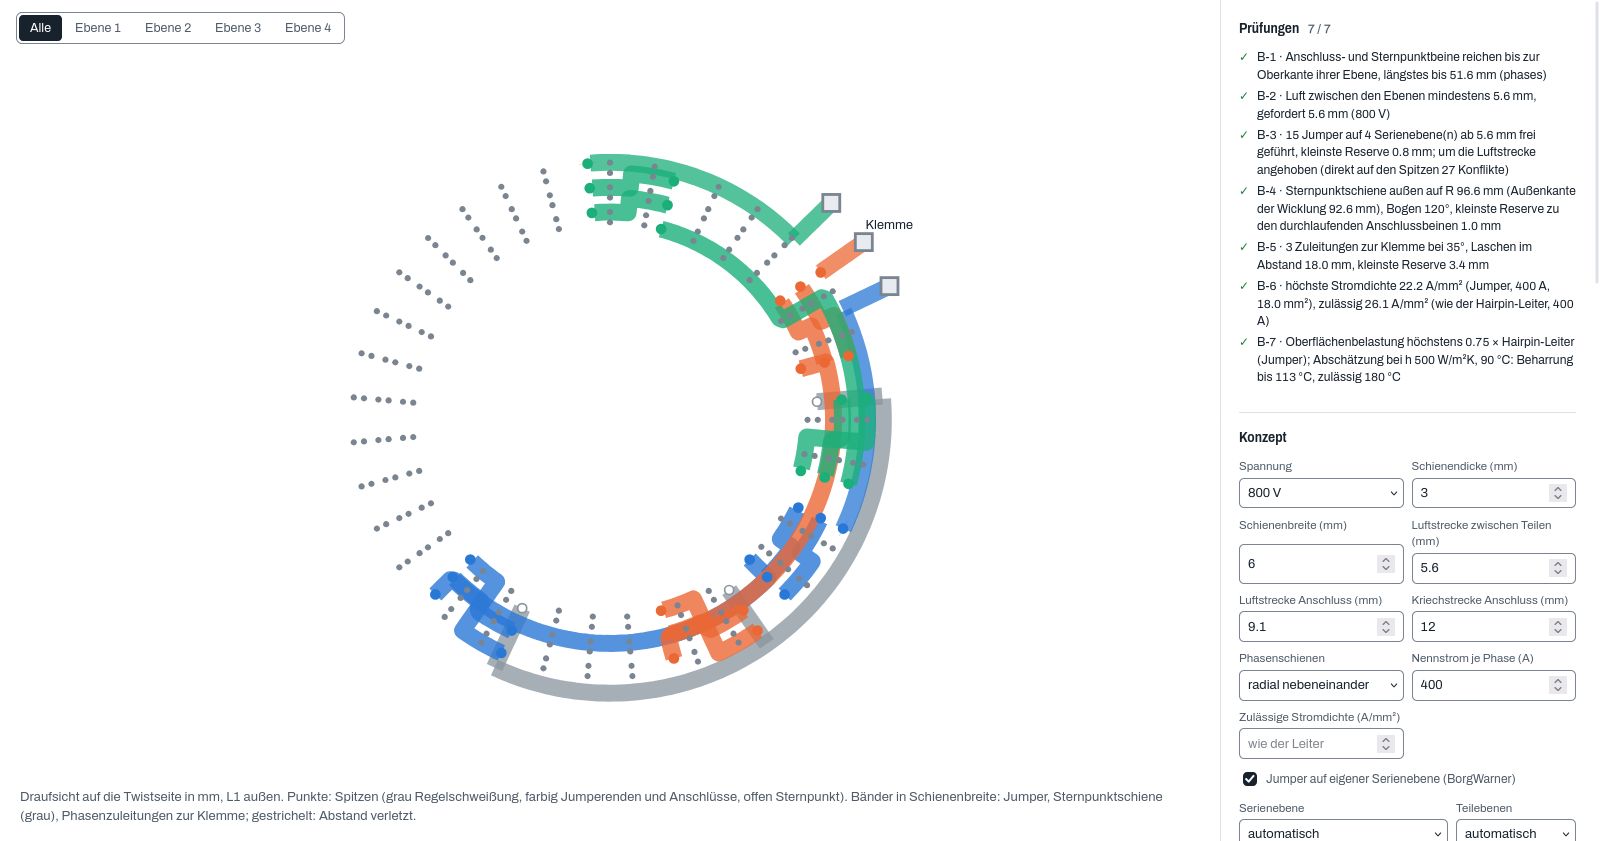 Alle
Ebene 1
Ebene 2
Ebene 3
Ebene 4
Klemme
Draufsicht auf die Twistseite in mm, L1 außen. Punkte: Spitzen (grau Regelschweißung, farbig Jumperenden und Anschlüsse, offen Sternpunkt). Bänder in Schienenbreite: Jumper, Sternpunktschiene
(grau), Phasenzuleitungen zur Klemme; gestrichelt: Abstand verletzt.
Prüfungen 7 / 7
✓ B-1 · Anschluss- und Sternpunktbeine reichen bis zur
Oberkante ihrer Ebene, längstes bis 51.6 mm (phases)
✓ B-2 · Luft zwischen den Ebenen mindestens 5.6 mm,
gefordert 5.6 mm (800 V)
✓ B-3 · 15 Jumper auf 4 Serienebene(n) ab 5.6 mm frei
geführt, kleinste Reserve 0.8 mm; um die Luftstrecke
angehoben (direkt auf den Spitzen 27 Konflikte)
✓ B-4 · Sternpunktschiene außen auf R 96.6 mm (Außenkante
der Wicklung 92.6 mm), Bogen 120°, kleinste Reserve zu
den durchlaufenden Anschlussbeinen 1.0 mm
✓ B-5 · 3 Zuleitungen zur Klemme bei 35°, Laschen im
Abstand 18.0 mm, kleinste Reserve 3.4 mm
✓ B-6 · höchste Stromdichte 22.2 A/mm² (Jumper, 400 A,
18.0 mm²), zulässig 26.1 A/mm² (wie der Hairpin-Leiter, 400
A)
✓ B-7 · Oberflächenbelastung höchstens 0.75 × Hairpin-Leiter
(Jumper); Abschätzung bei h 500 W/m²K, 90 °C: Beharrung
bis 113 °C, zulässig 180 °C
Konzept
Spannung
800 V
Schienendicke (mm)
3
Schienenbreite (mm)
6
Luftstrecke zwischen Teilen
(mm)
5.6
Luftstrecke Anschluss (mm)
9.1
Kriechstrecke Anschluss (mm)
12
Phasenschienen
radial nebeneinander
Nennstrom je Phase (A)
400
Zulässige Stromdichte (A/mm²)
wie der Leiter
Jumper auf eigener Serienebene (BorgWarner)
Serienebene
automatisch
Teilebenen
automatisch